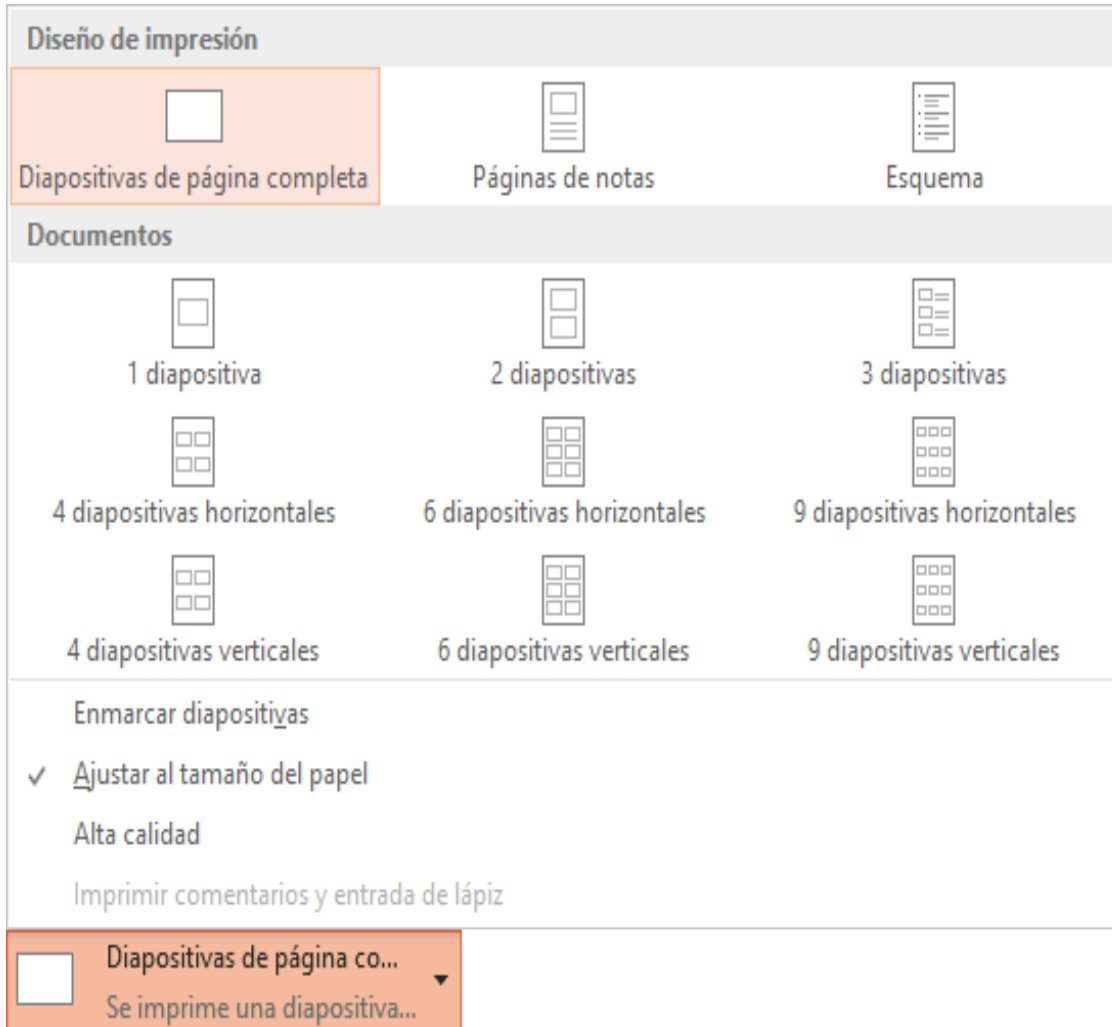 Diseño de impresión
Diapositivas de página completa
Páginas de notas
Esquema
Documentos
1 diapositiva
2 diapositivas
3 diapositivas
4 diapositivas horizontales
6 diapositivas horizontales
9 diapositivas horizontales
4 diapositivas verticales
6 diapositivas verticales
9 diapositivas verticales
Enmarcar diapositivas
Ajustar al tamaño del papel
Alta calidad
Imprimir comentarios y entrada de lápiz
Diapositivas de página co...
Se imprime una diapositiva...